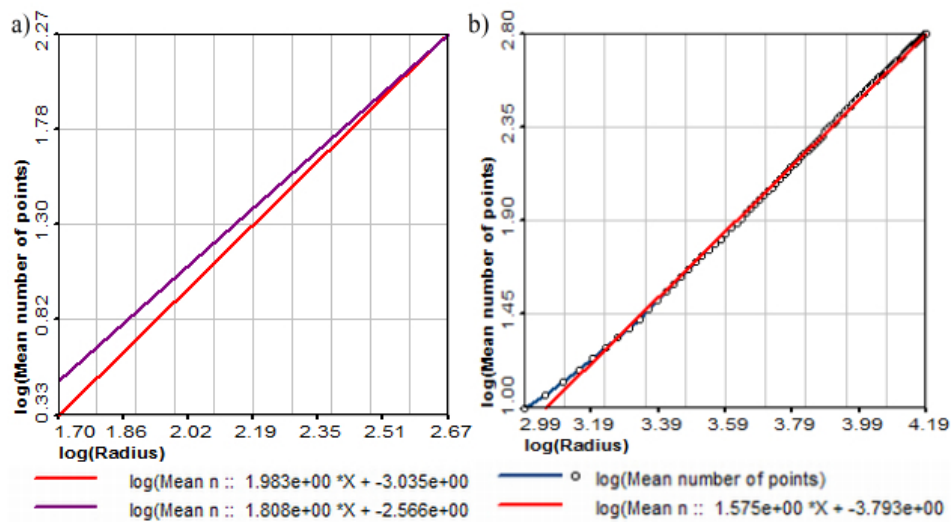 a)
2.27
1.78
1.30
0.82
0.33
log(Mean number of points)
1.70 1.86 2.02 2.19 2.35 2.51 2.67
log(Radius)
log(Mean n :: 1.983e+00 *X + -3.035e+00
log(Mean n :: 1.808e+00 *X + -2.566e+00
b)
2.80
2.35
1.90
1.45
1.00
log(Mean number of points)
2.99 3.19 3.39 3.59 3.79 3.99 4.19
log(Radius)
log(Mean number of points)
log(Mean n :: 1.575e+00 *X + -3.793e+00